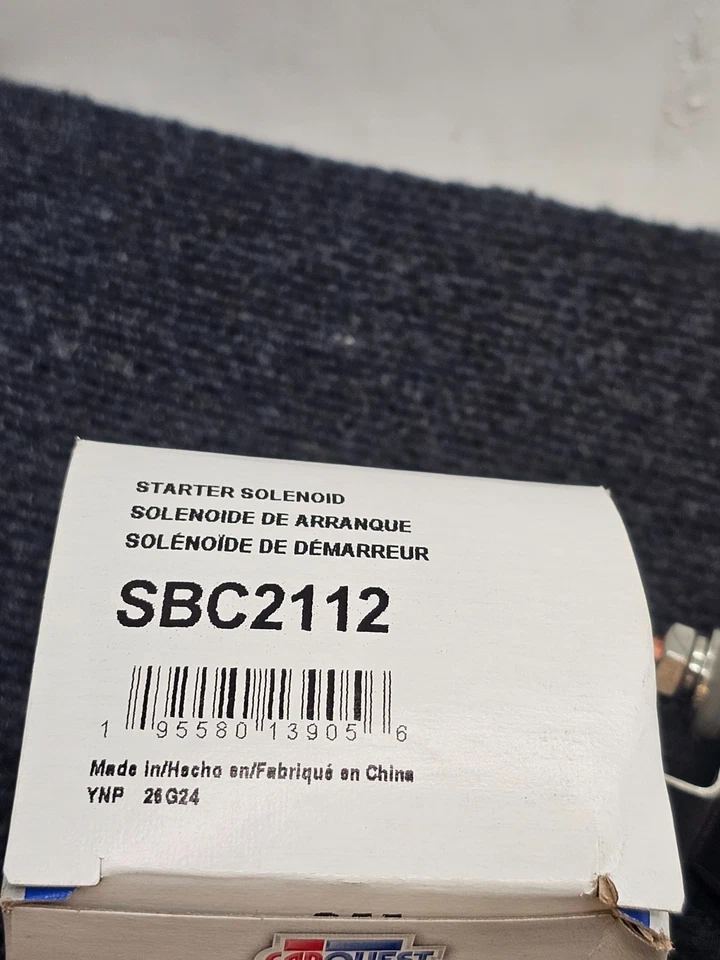 STARTER SOLENOID
SOLENOIDE DE ARRANQUE
SOLÉNOÏDE DE DÉMARREUR
SBC2112
1 95580 13905 6
Made in/Hecho en/Fabriqué en China
YNP 26G24
CARQUEST